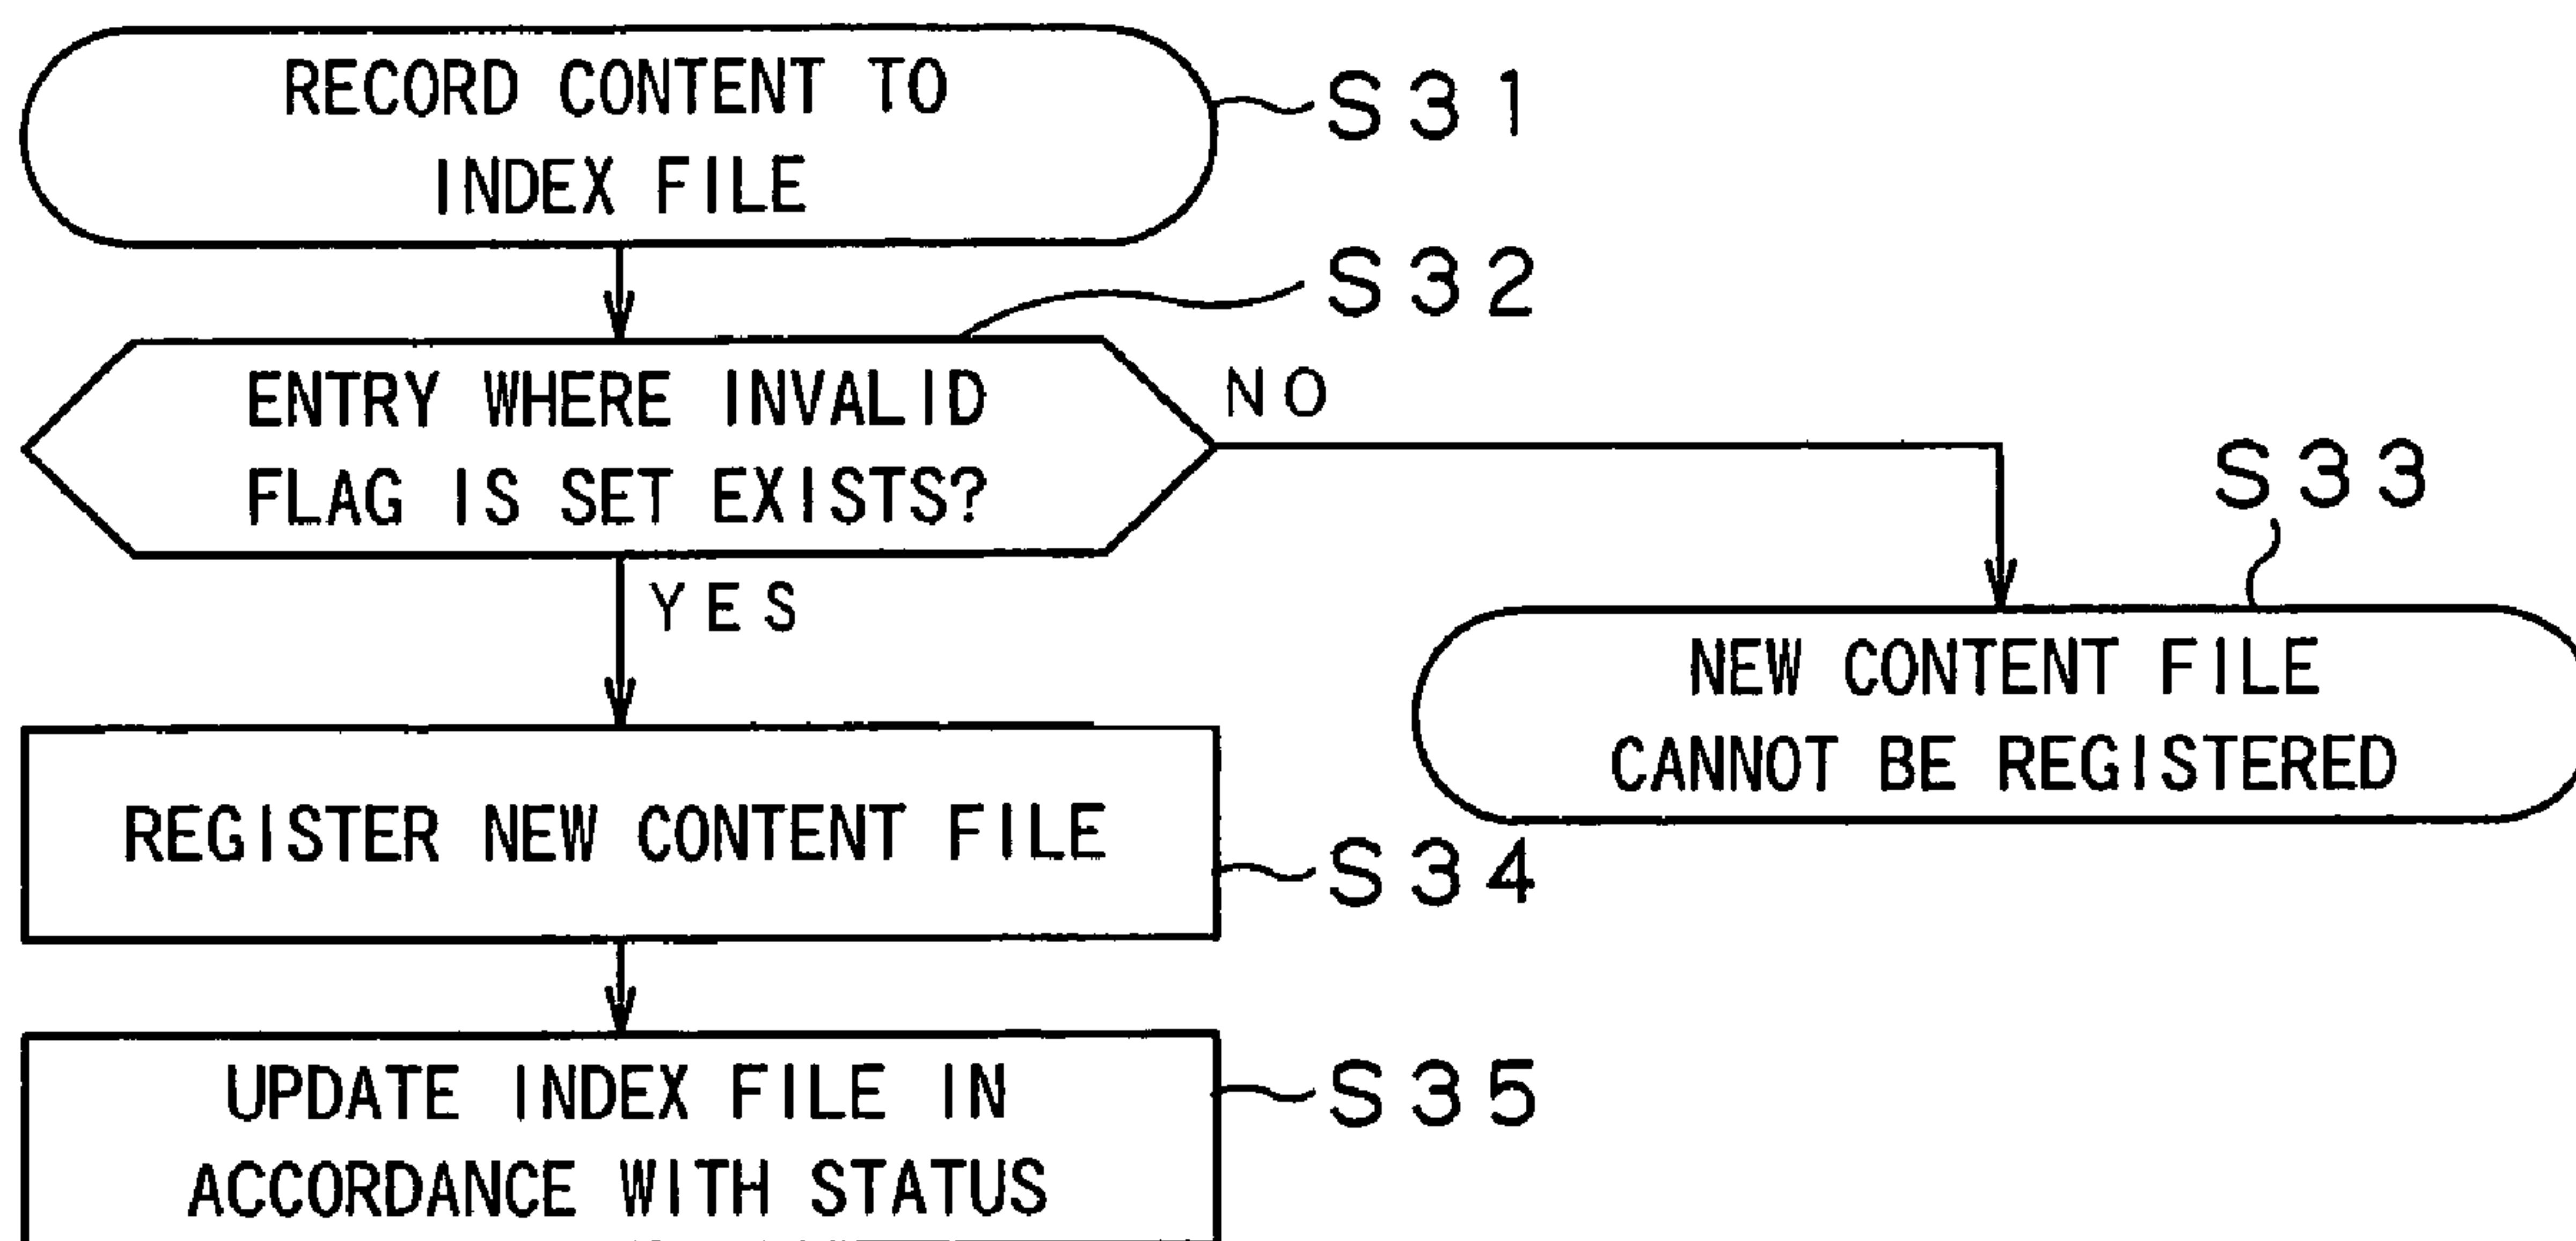 RECORD CONTENT TO
INDEX FILE
S31
S32
ENTRY WHERE INVALID
FLAG IS SET EXISTS?
NO
YES
S33
NEW CONTENT FILE
CANNOT BE REGISTERED
REGISTER NEW CONTENT FILE
S34
UPDATE INDEX FILE IN
ACCORDANCE WITH STATUS
S35